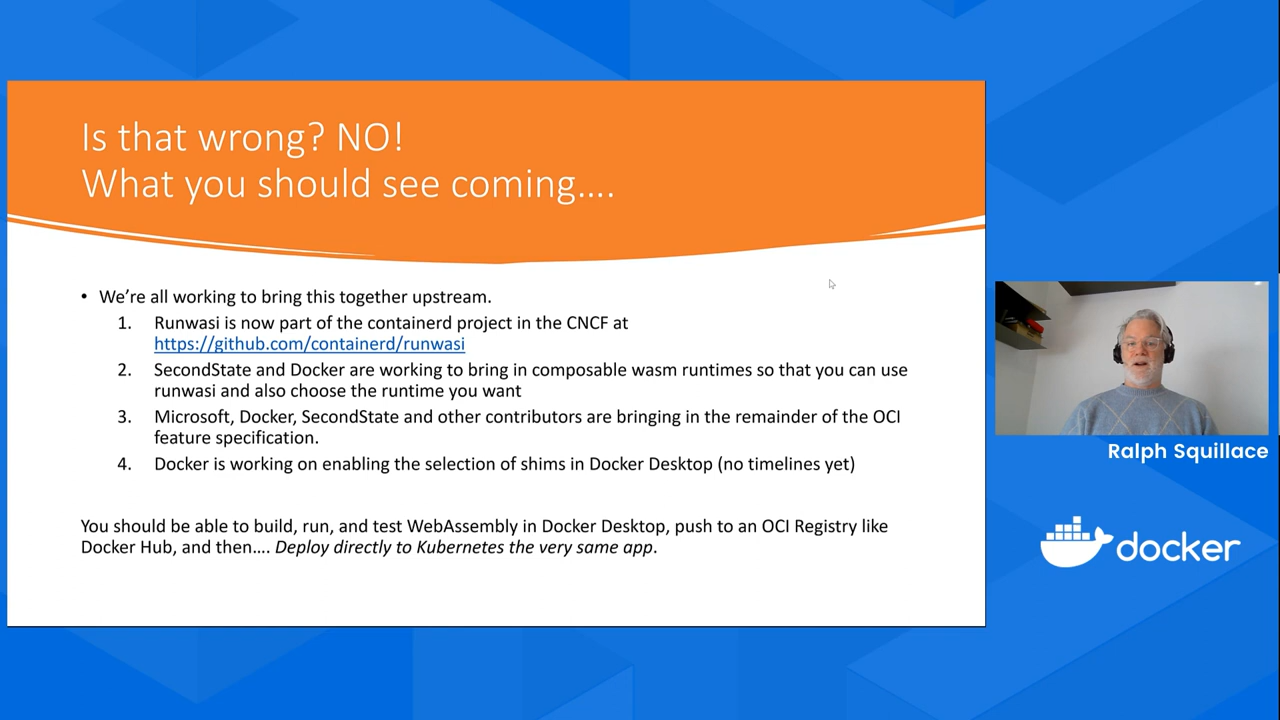 Is that wrong? NO!
What you should see coming....
• We're all working to bring this together upstream.
1. Runwasi is now part of the containerd project in the CNCF at
https://github.com/containerd/runwasi
2. SecondState and Docker are working to bring in composable wasm runtimes so that you can use
runwasi and also choose the runtime you want
3. Microsoft, Docker, SecondState and other contributors are bringing in the remainder of the OCI
feature specification.
4. Docker is working on enabling the selection of shims in Docker Desktop (no timelines yet)
You should be able to build, run, and test WebAssembly in Docker Desktop, push to an OCI Registry like
Docker Hub, and then.... Deploy directly to Kubernetes the very same app.
Ralph Squillace
docker